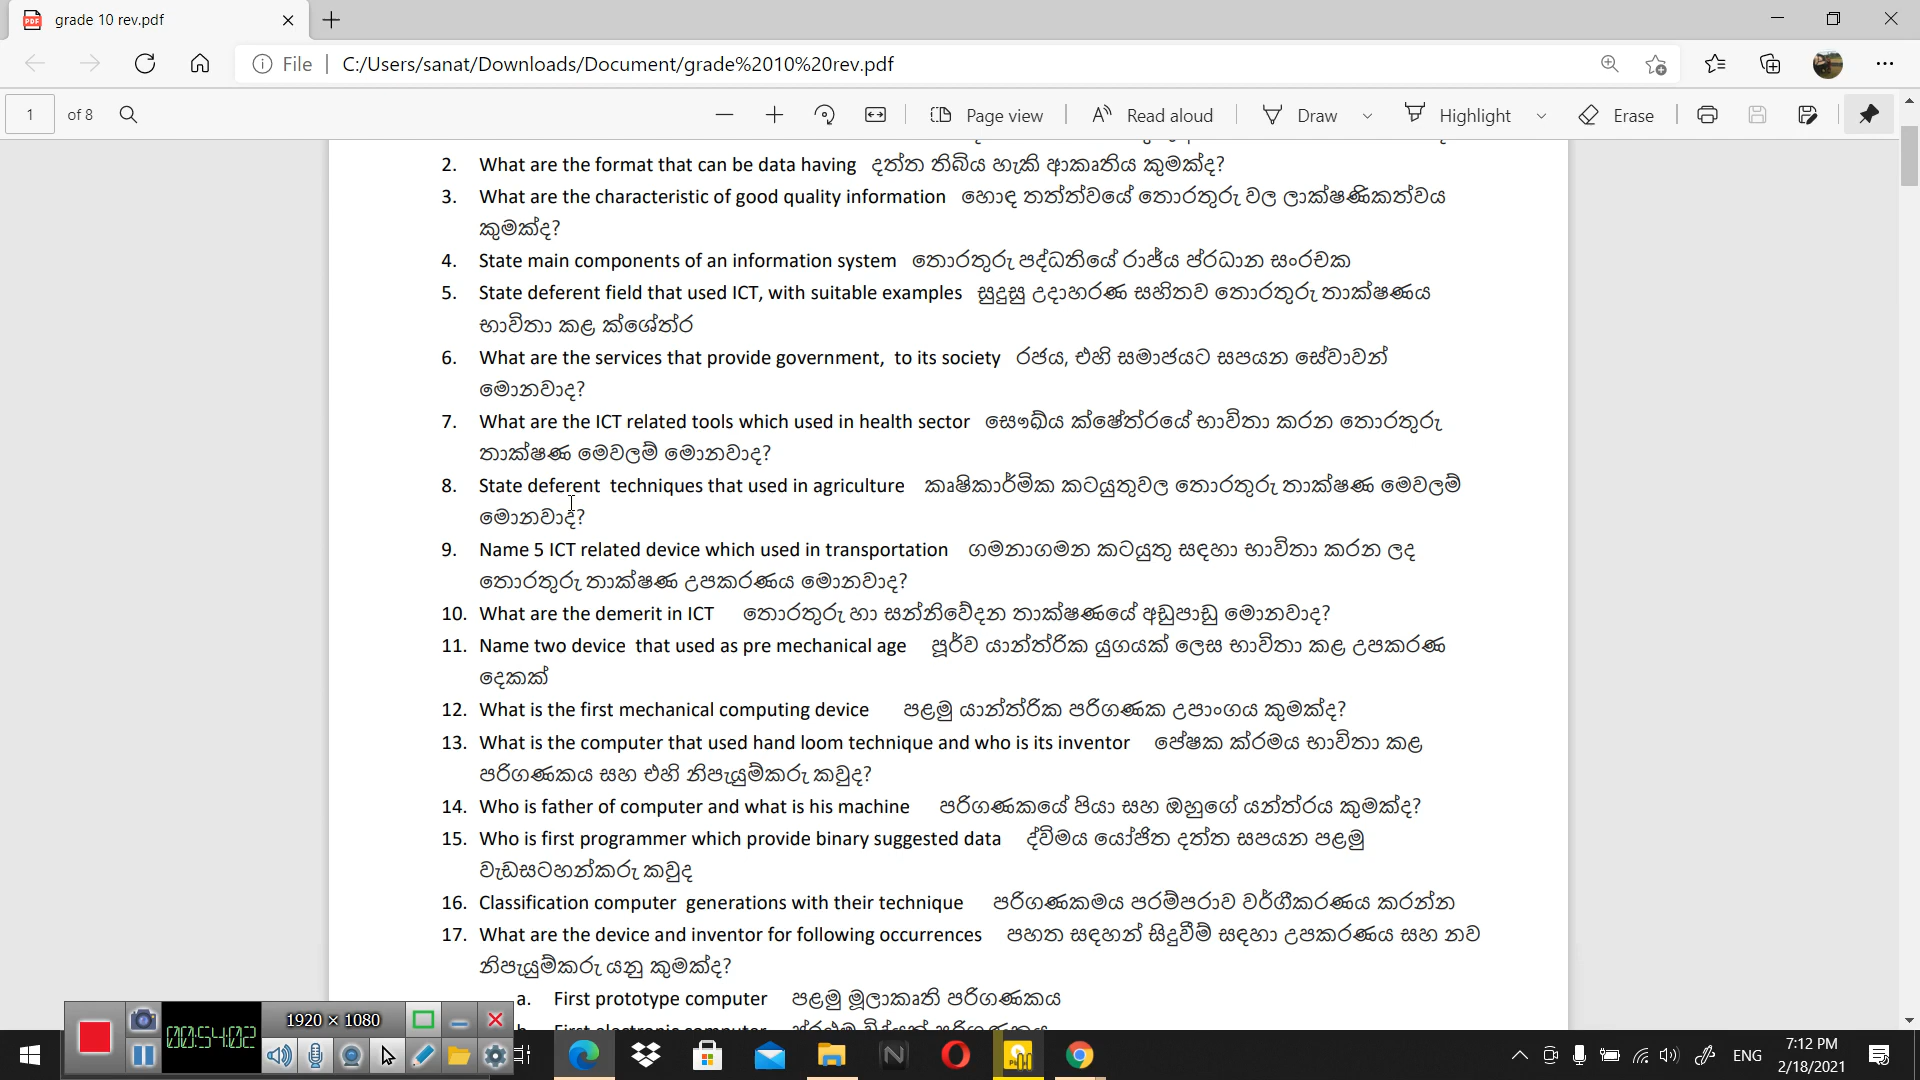 grade 10 rev.pdf
File
C:/Users/sanat/Downloads/Document/grade%2010%20rev.pdf
1 of 8
Page view
Read aloud
Draw
Highlight
Erase
2. What are the format that can be data having දත්ත තිබිය හැකි ආකෘතිය කුමක්ද?
3. What are the characteristic of good quality information හොඳ තත්ත්වයේ තොරතුරු වල ලාක්ෂණිකත්වය
කුමක්ද?
4. State main components of an information system තොරතුරු පද්ධතියේ රාජ්ය ප්රධාන සංරචක
5. State deferent field that used ICT, with suitable examples සුදුසු උදාහරණ සහිතව තොරතුරු තාක්ෂණය
භාවිතා කළ ක්ශේත්ර
6. What are the services that provide government, to its society රජය, එහි සමාජයට සපයන සේවාවන්
මොනවාද?
7. What are the ICT related tools which used in health sector සෞඛ්ය ක්ෂේත්රයේ භාවිතා කරන තොරතුරු
තාක්ෂණ මෙවලම් මොනවාද?
8. State deferent techniques that used in agriculture කෘෂිකාර්මික කටයුතුවල තොරතුරු තාක්ෂණ මෙවලම්
මොනවාද?
9. Name 5 ICT related device which used in transportation ගමනාගමන කටයුතු සඳහා භාවිතා කරන ලද
තොරතුරු තාක්ෂණ උපකරණය මොනවාද?
10. What are the demerit in ICT තොරතුරු හා සන්නිවේදන තාක්ෂණයේ අඩුපාඩු මොනවාද?
11. Name two device that used as pre mechanical age පූර්ව යාන්ත්රික යුගයක් ලෙස භාවිතා කළ උපකරණ
දෙකක්
12. What is the first mechanical computing device පළමු යාන්ත්රික පරිගණක උපාංගය කුමක්ද?
13. What is the computer that used hand loom technique and who is its inventor පේෂක ක්රමය භාවිතා කළ
පරිගණකය සහ එහි නිපැයුම්කරු කවුද?
14. Who is father of computer and what is his machine පරිගණකයේ පියා සහ ඔහුගේ යන්ත්රය කුමක්ද?
15. Who is first programmer which provide binary suggested data ද්විමය යෝජිත දත්ත සපයන පළමු
වැඩසටහන්කරු කවුද
16. Classification computer generations with their technique පරිගණකමය පරම්පරාව වර්ගීකරණය කරන්න
17. What are the device and inventor for following occurrences පහත සඳහන් සිදුවීම් සඳහා උපකරණය සහ නව
නිපැයුම්කරු යනු කුමක්ද?
a. First prototype computer පළමු මූලාකෘති පරිගණකය
00:54:02
1920 × 1080
ENG
7:12 PM
2/18/2021